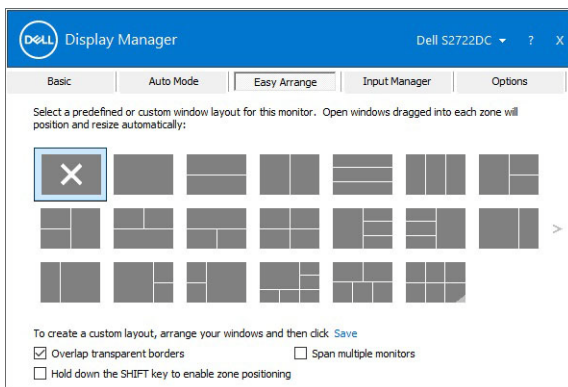 DELL Display Manager Dell S2722DC ? X
Basic Auto Mode Easy Arrange Input Manager Options
Select a predefined or custom window layout for this monitor. Open windows dragged into each zone will
position and resize automatically:
>
To create a custom layout, arrange your windows and then click Save
Overlap transparent borders Span multiple monitors
Hold down the SHIFT key to enable zone positioning